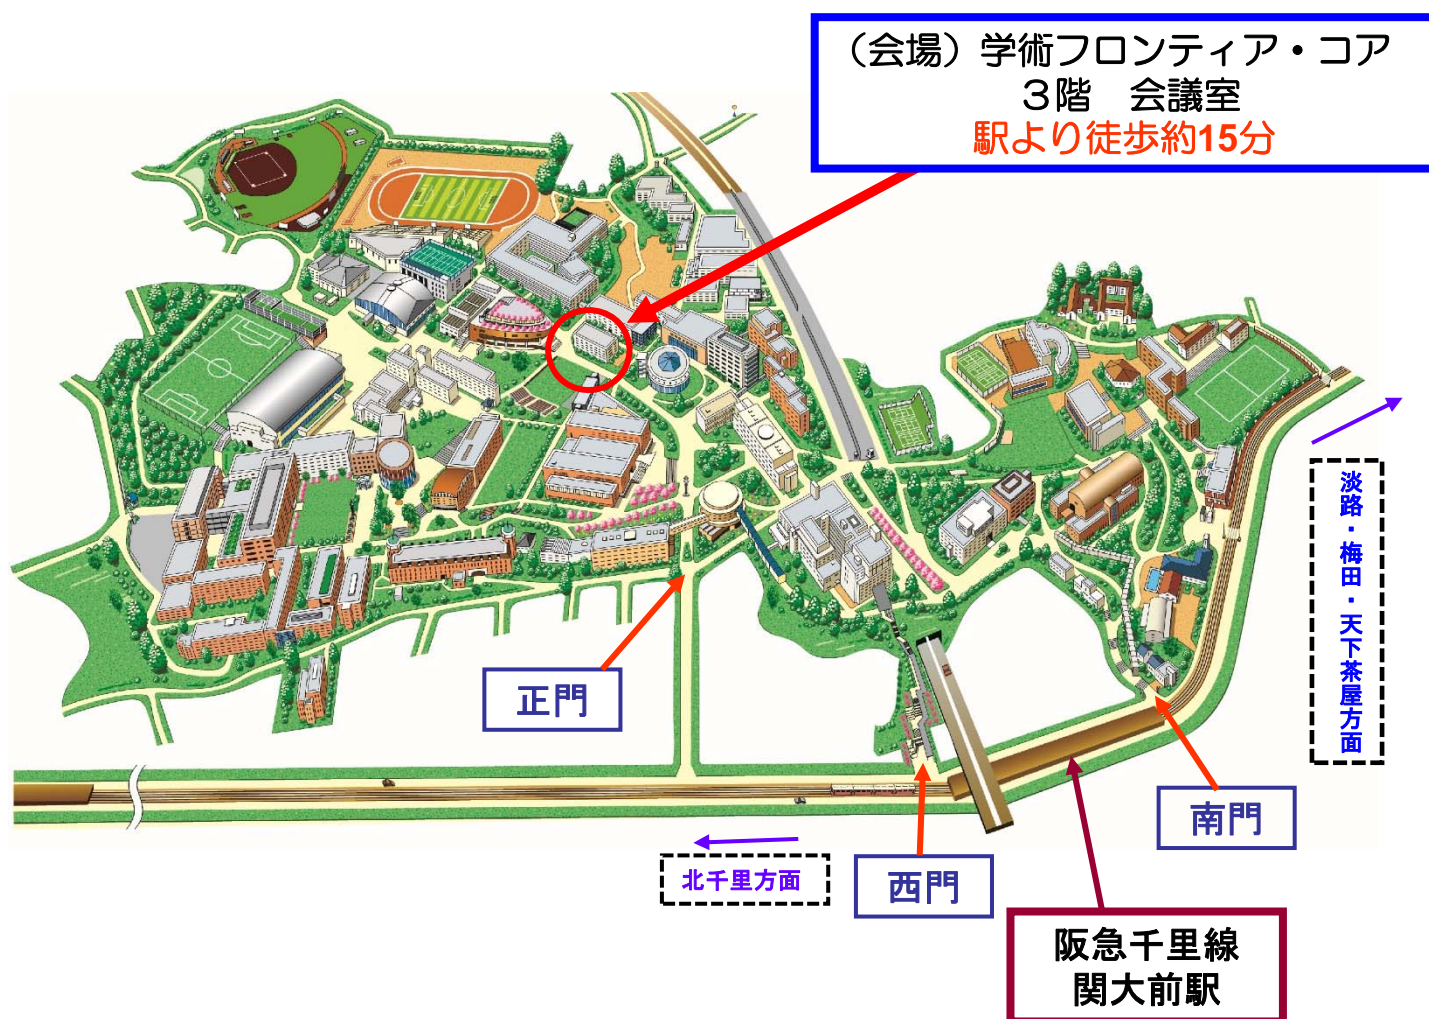 （会場）学術フロンティア・コア
３階　会議室
駅より徒歩約15分
淡路・梅田・天下茶屋方面
正門
南門
北千里方面
西門
阪急千里線
関大前駅